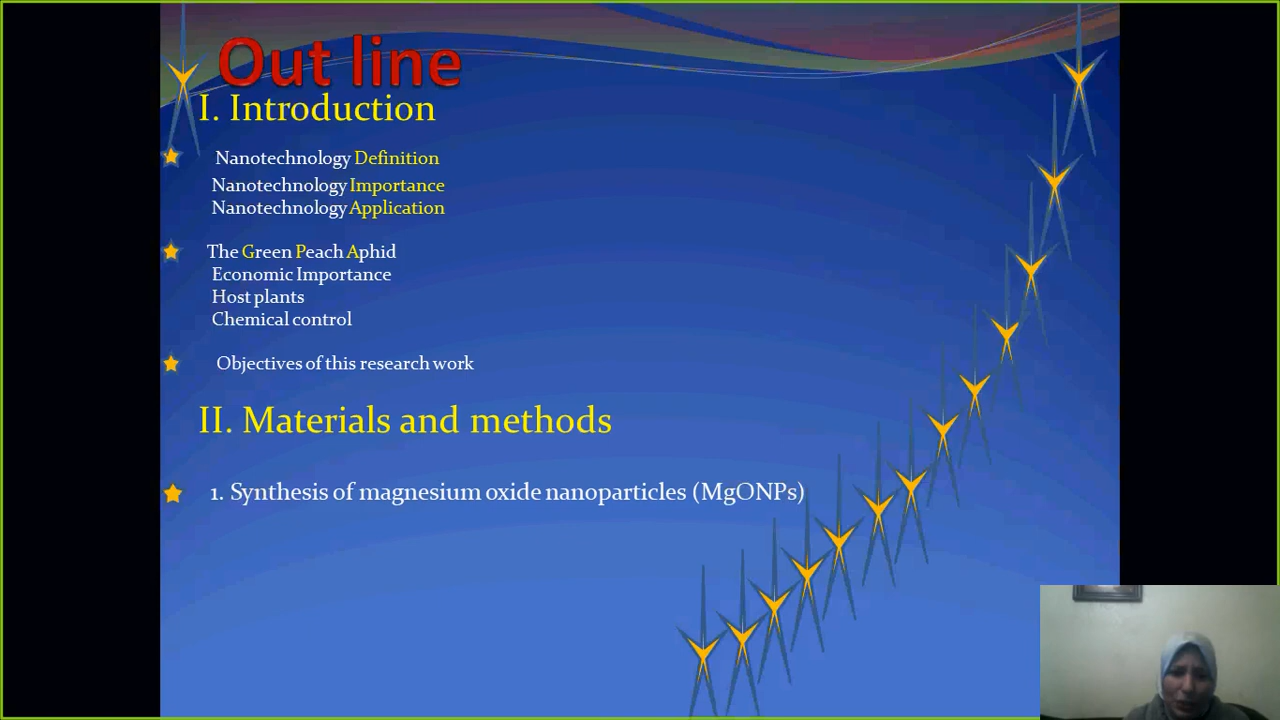 Out line
I. Introduction
Nanotechnology Definition
Nanotechnology Importance
Nanotechnology Application
The Green Peach Aphid
Economic Importance
Host plants
Chemical control
Objectives of this research work
II. Materials and methods
1. Synthesis of magnesium oxide nanoparticles (MgONPs)